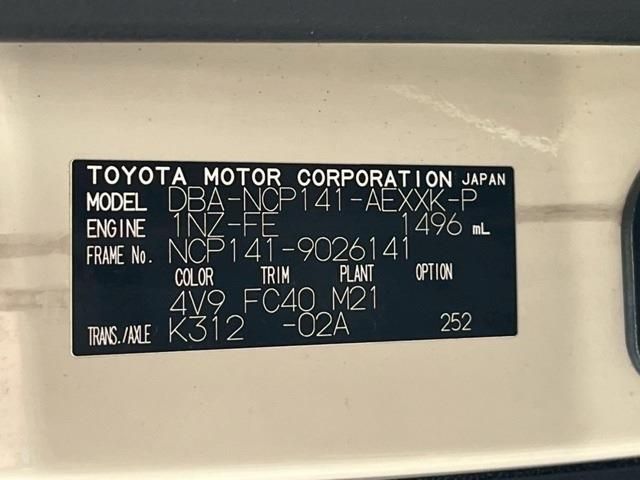 TOYOTA MOTOR CORPORATION JAPAN
MODEL DBA-NCP141-AEXXK-P
ENGINE 1NZ-FE 1496 mL
FRAME No. NCP141-9026141
COLOR TRIM PLANT OPTION
4V9 FC40 M21
TRANS./AXLE K312 -02A 252